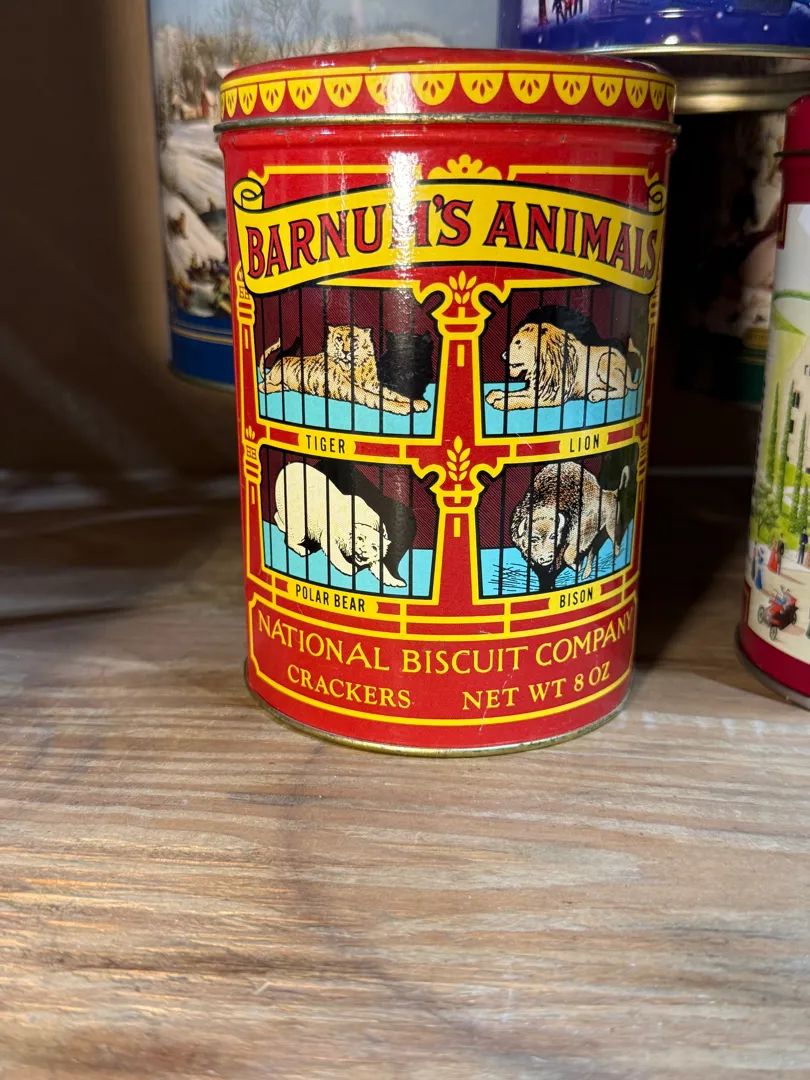 BARNUM'S ANIMALS
TIGER
LION
POLAR BEAR
BISON
NATIONAL BISCUIT COMPANY
CRACKERS NET WT 8 OZ